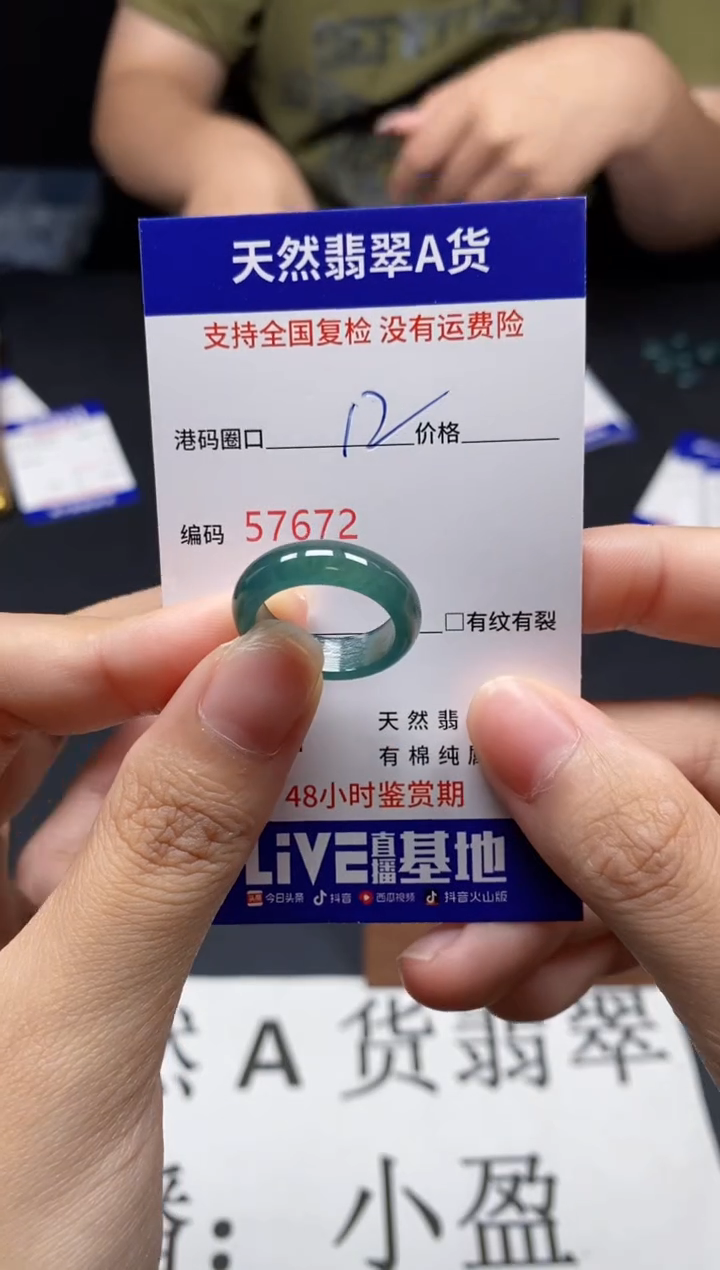 天然翡翠A货
支持全国复检 没有运费险
港码圈口 12 价格
编码 57672
□有纹有裂
天然翡
有棉纯
48小时鉴赏期
LiVE直播基地
头条 今日头条 抖音 西瓜视频 抖音火山版
A货翡翠
小盈